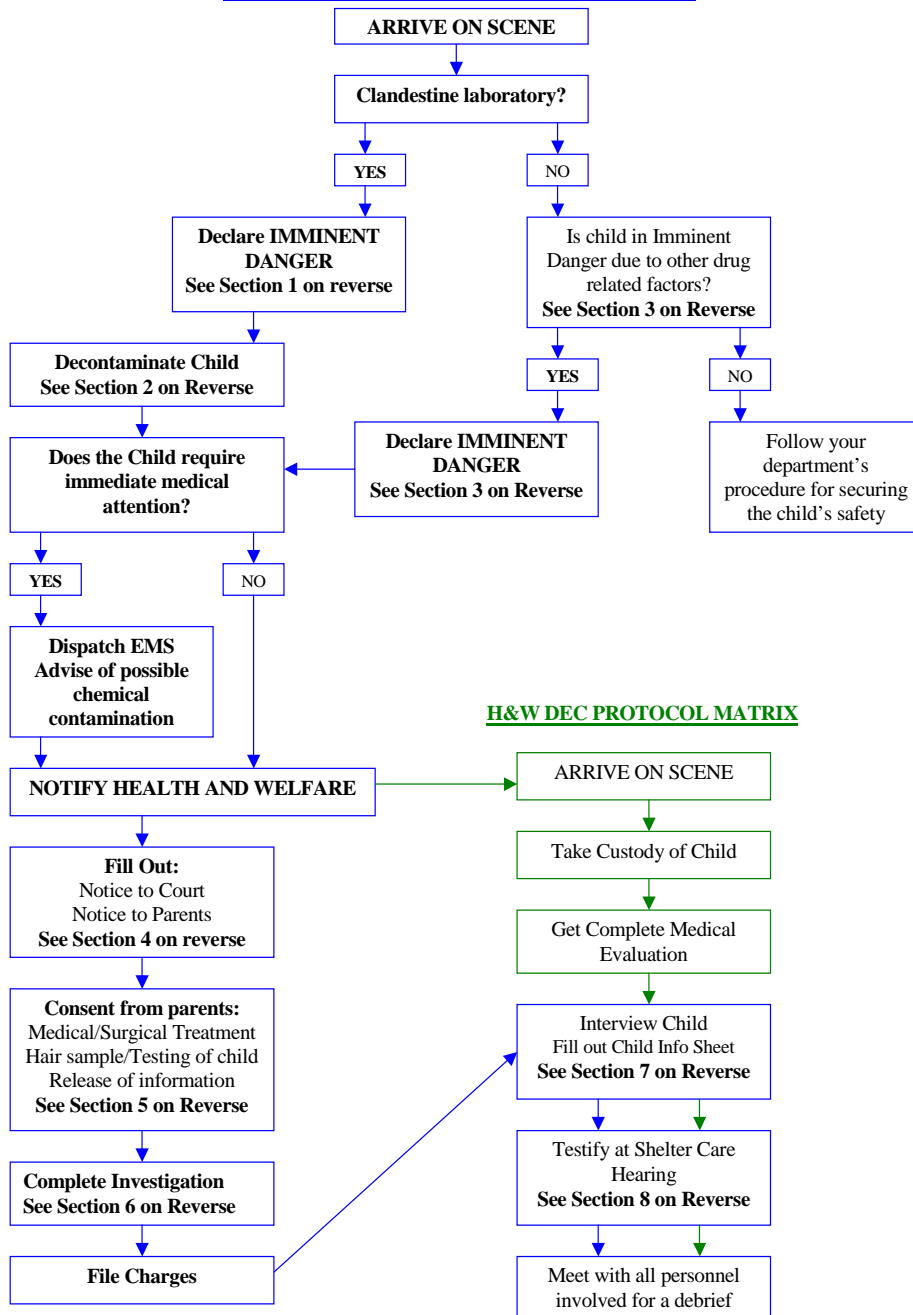 ARRIVE ON SCENE
Clandestine laboratory?
YES
NO
Declare IMMINENT
DANGER
See Section 1 on reverse
Is child in Imminent
Danger due to other drug
related factors?
See Section 3 on Reverse
Decontaminate Child
See Section 2 on Reverse
YES
NO
Does the Child require
immediate medical
attention?
Declare IMMINENT
DANGER
See Section 3 on Reverse
Follow your
department's
procedure for securing
the child's safety
YES
NO
Dispatch EMS
Advise of possible
chemical
contamination
NOTIFY HEALTH AND WELFARE
Fill Out:
Notice to Court
Notice to Parents
See Section 4 on reverse
Consent from parents:
Medical/Surgical Treatment
Hair sample/Testing of child
Release of information
See Section 5 on Reverse
Complete Investigation
See Section 6 on Reverse
File Charges
H&W DEC PROTOCOL MATRIX
ARRIVE ON SCENE
Take Custody of Child
Get Complete Medical
Evaluation
Interview Child
Fill out Child Info Sheet
See Section 7 on Reverse
Testify at Shelter Care
Hearing
See Section 8 on Reverse
Meet with all personnel
involved for a debrief